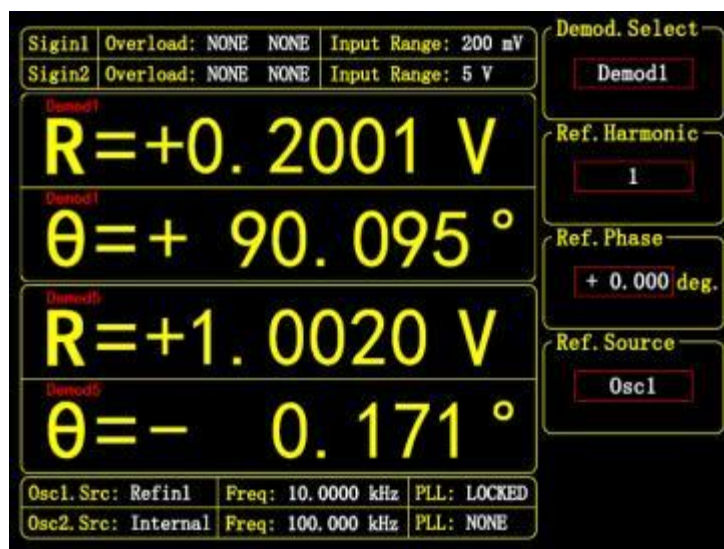 Sigin1 Overload: NONE NONE Input Range: 200 mV
Sigin2 Overload: NONE NONE Input Range: 5 V
Demod1
R=+0.2001 V
Demod1
θ=+ 90.095°
Demod5
R=+1.0020 V
Demod5
θ=- 0.171°
Osc1.Src: Refin1 Freq: 10.0000 kHz PLL: LOCKED
Osc2.Src: Internal Freq: 100.000 kHz PLL: NONE
Demod.Select
Demod1
Ref.Harmonic
1
Ref.Phase
+ 0.000 deg.
Ref.Source
Osc1